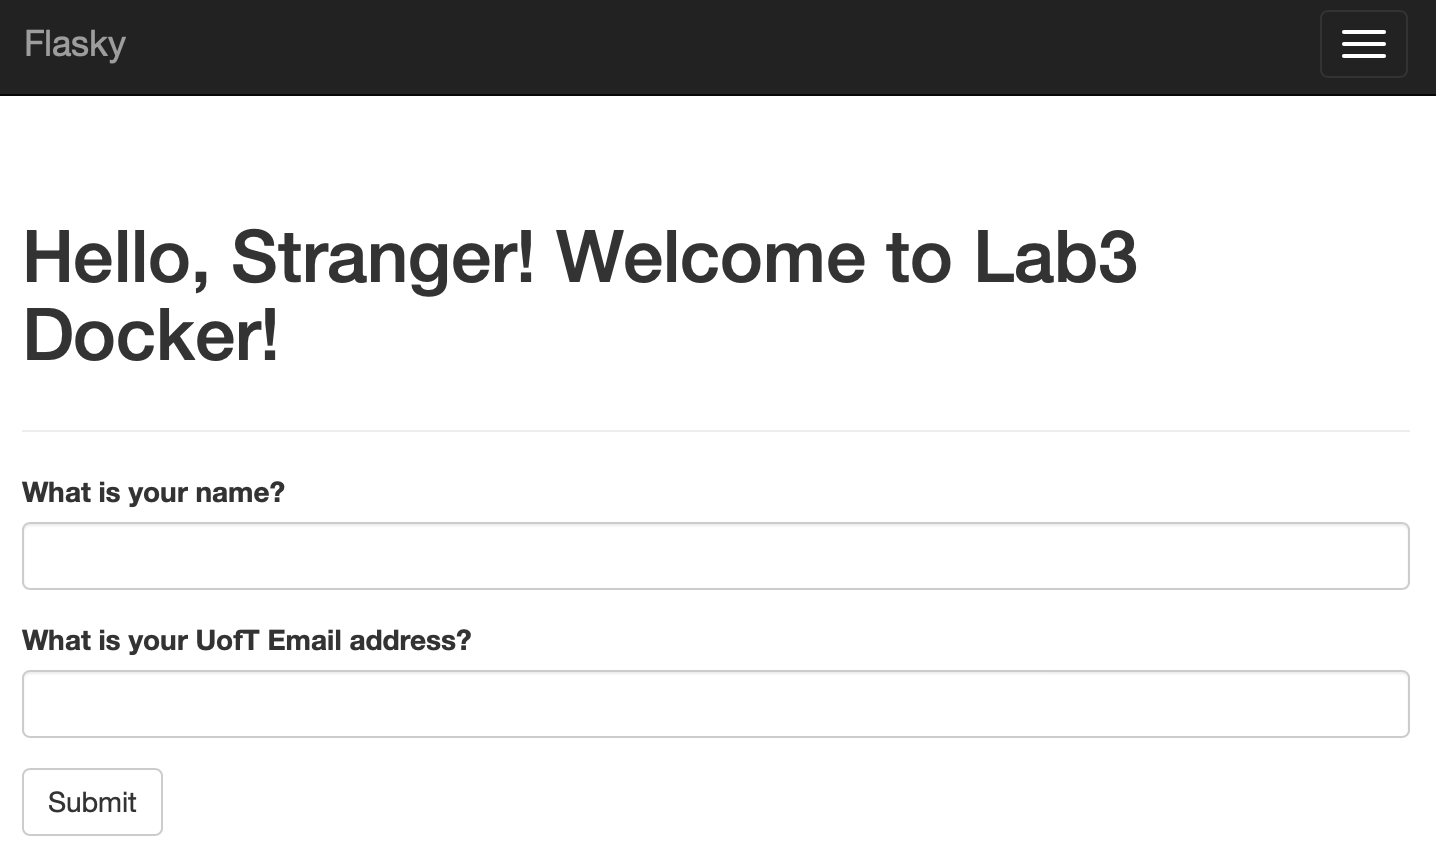 Flasky
Hello, Stranger! Welcome to Lab3
Docker!
What is your name?
What is your UofT Email address?
Submit